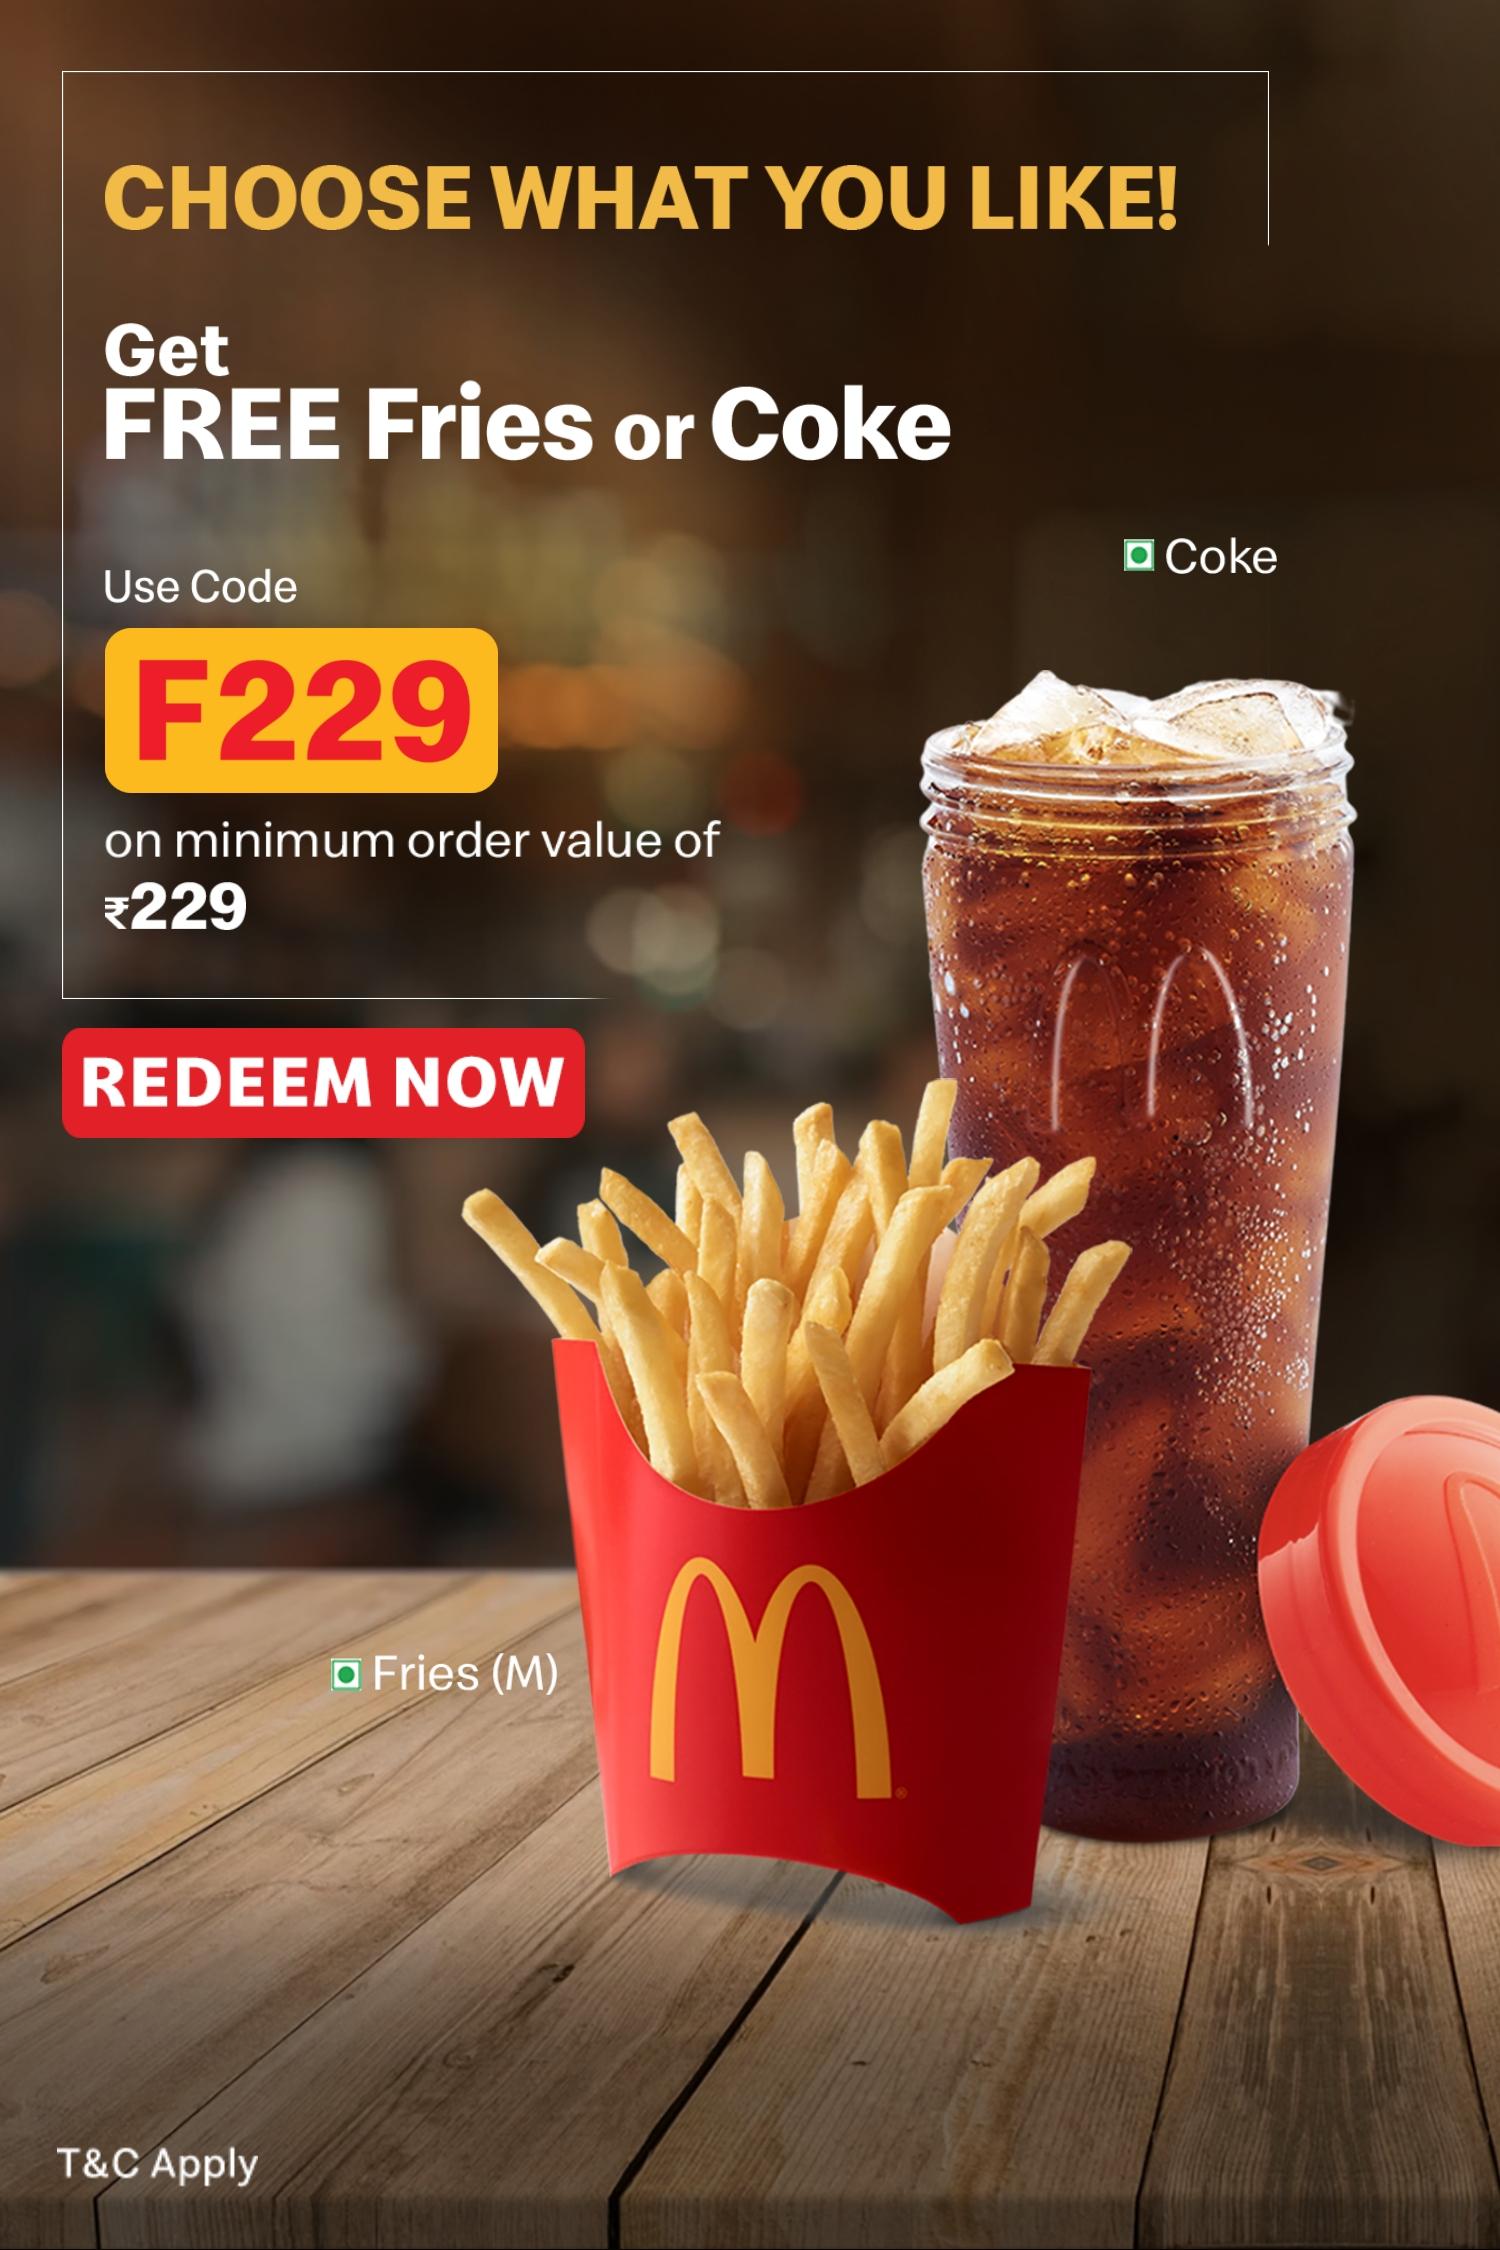 CHOOSE WHAT YOU LIKE!
Get
FREE Fries or Coke
Use Code
F229
on minimum order value of
₹229
REDEEM NOW
Coke
Fries (M)
T&C Apply